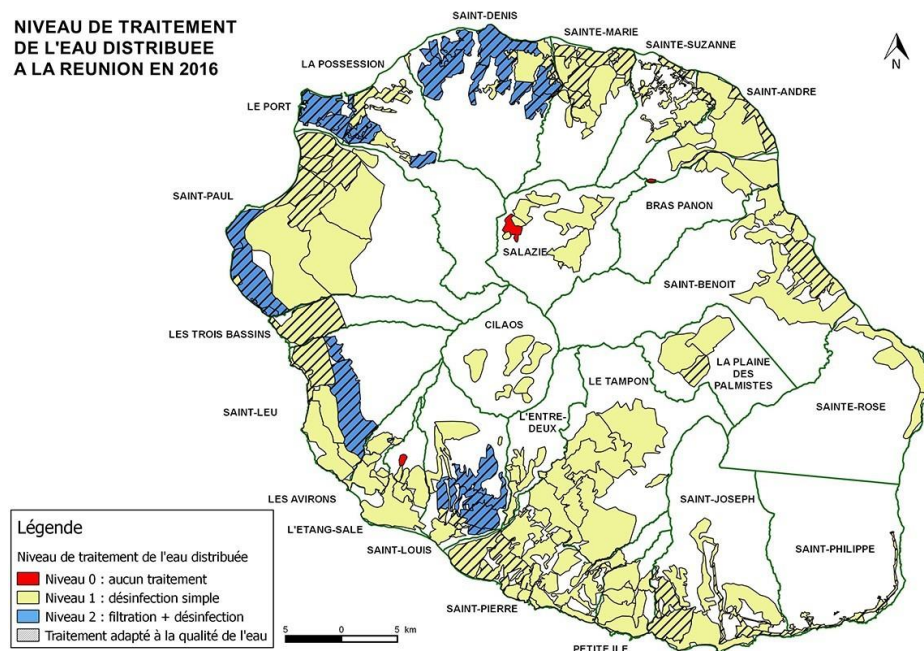 NIVEAU DE TRAITEMENT
DE L'EAU DISTRIBUEE
A LA REUNION EN 2016
SAINT-DENIS
SAINTE-MARIE
SAINTE-SUZANNE
LA POSSESSION
N
LE PORT
SAINT-ANDRE
SAINT-PAUL
BRAS PANON
SALAZIE
SAINT-BENOIT
CILAOS
LES TROIS BASSINS
LA PLAINE
DES
PALMISTES
LE TAMPON
SAINTE-ROSE
SAINT-LEU
L'ENTRE-
DEUX
LES AVIRONS
SAINT-JOSEPH
L'ETANG-SALE
SAINT-LOUIS
SAINT-PHILIPPE
SAINT-PIERRE
PETITE ILE
Légende
Niveau de traitement de l'eau distribuée
Niveau 0 : aucun traitement
Niveau 1 : désinfection simple
Niveau 2 : filtration + désinfection
Traitement adapté à la qualité de l'eau
5 0 5 km